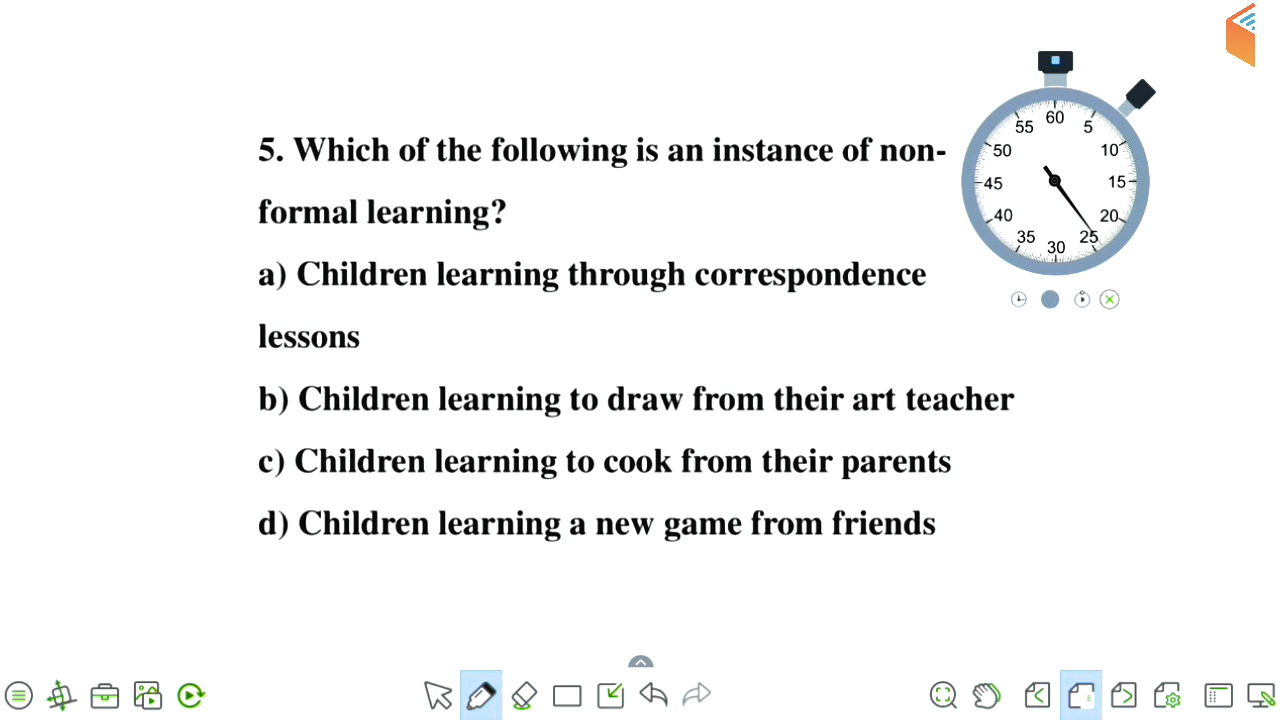 5. Which of the following is an instance of non-
formal learning?
a) Children learning through correspondence
lessons
b) Children learning to draw from their art teacher
c) Children learning to cook from their parents
d) Children learning a new game from friends
60
55
5
50
10
45
15
40
20
35
25
30